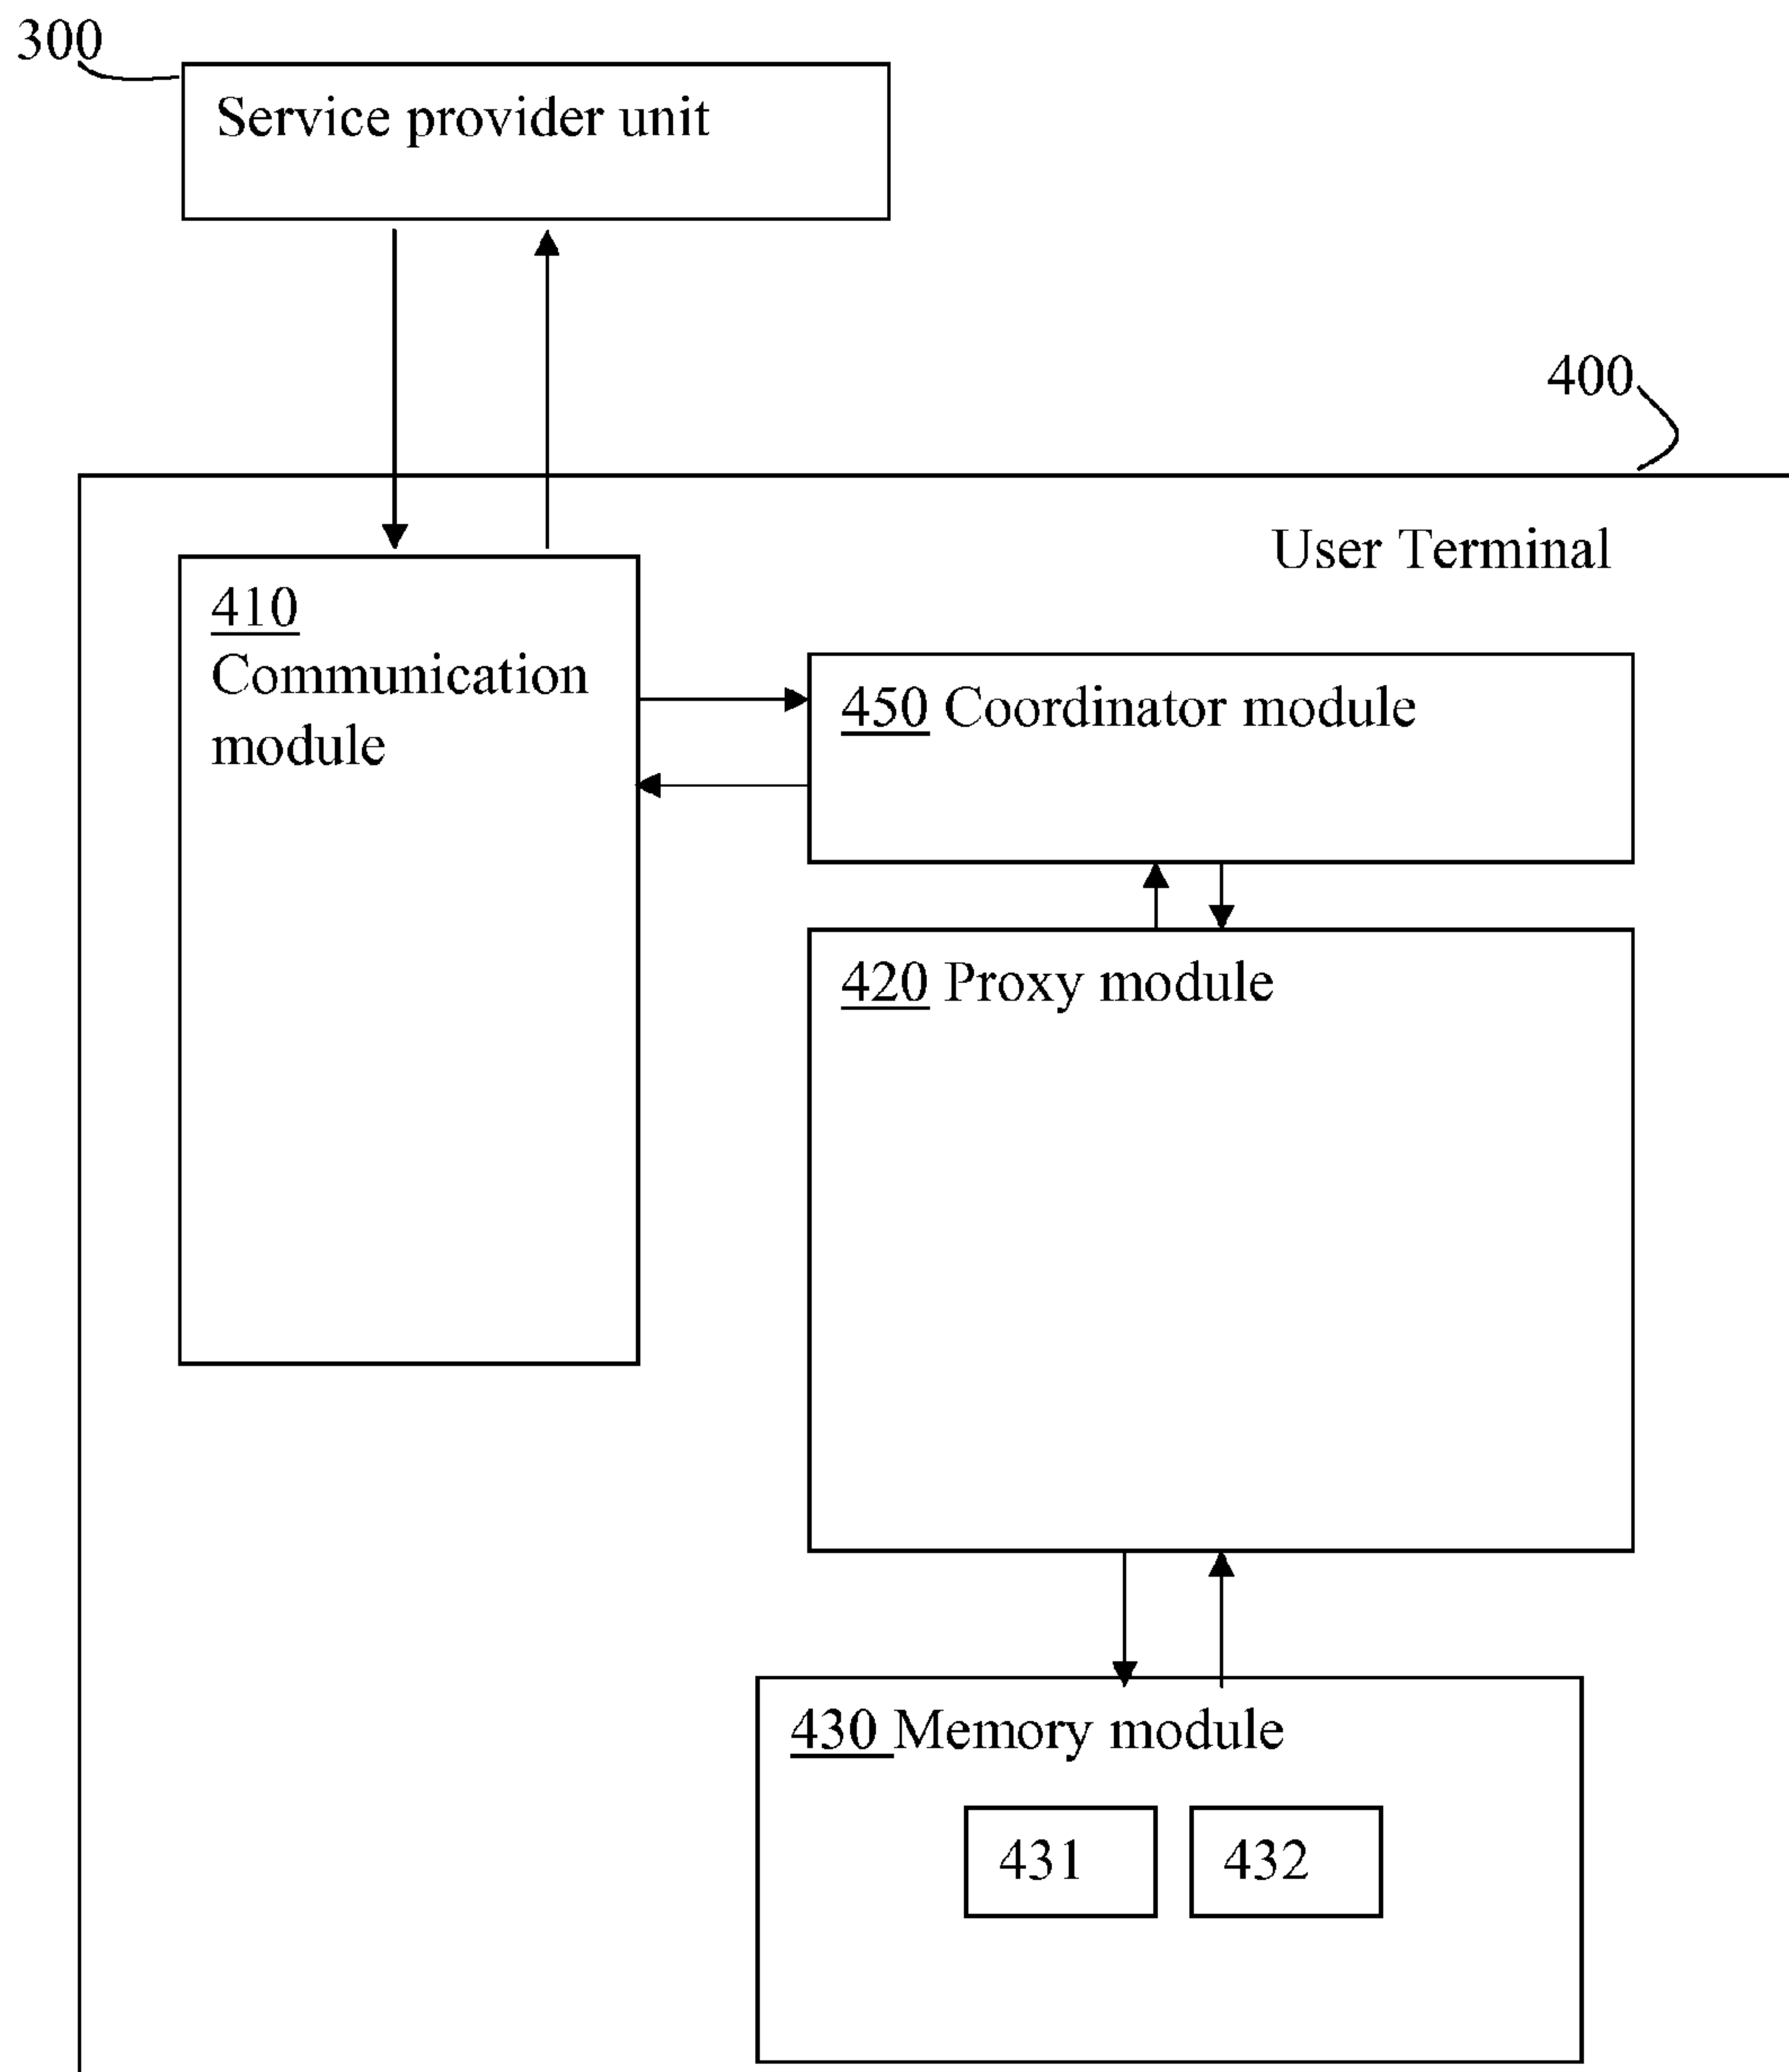 300
Service provider unit
400
User Terminal
410
Communication
module
450 Coordinator module
420 Proxy module
430 Memory module
431
432